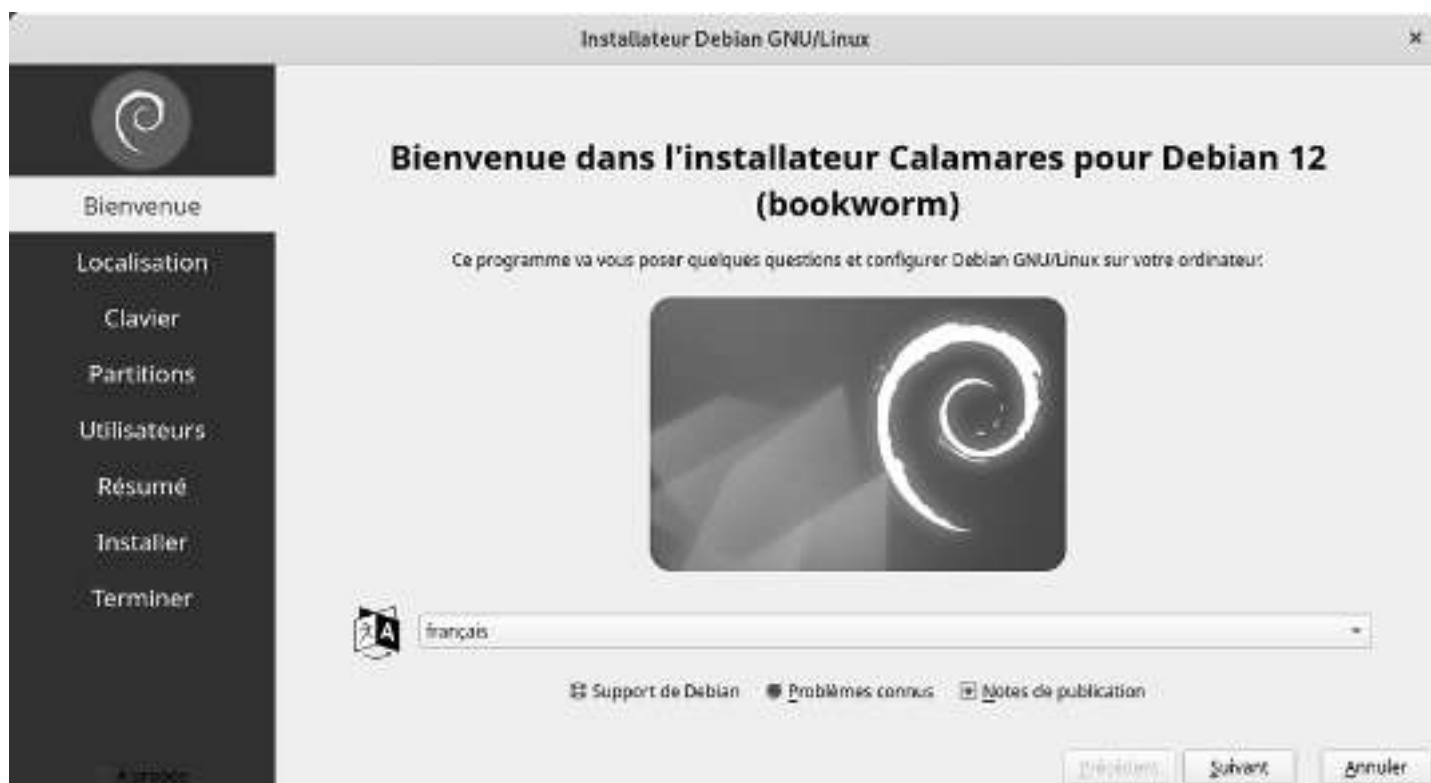 Installateur Debian GNU/Linux
Bienvenue
Localisation
Clavier
Partitions
Utilisateurs
Résumé
Installer
Terminer
À propos
Bienvenue dans l'installateur Calamares pour Debian 12
(bookworm)
Ce programme va vous poser quelques questions et configurer Debian GNU/Linux sur votre ordinateur.
français
Support de Debian Problèmes connus Notes de publication
Précédent Suivant Annuler